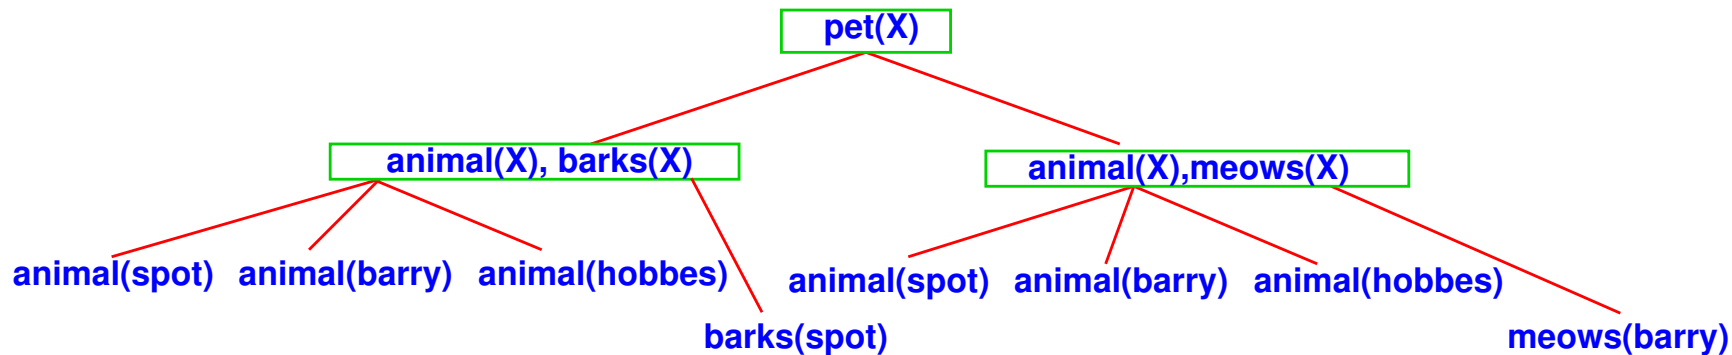 pet(X)
animal(X), barks(X)
animal(X),meows(X)
animal(spot)
animal(barry)
animal(hobbes)
barks(spot)
animal(spot)
animal(barry)
animal(hobbes)
meows(barry)